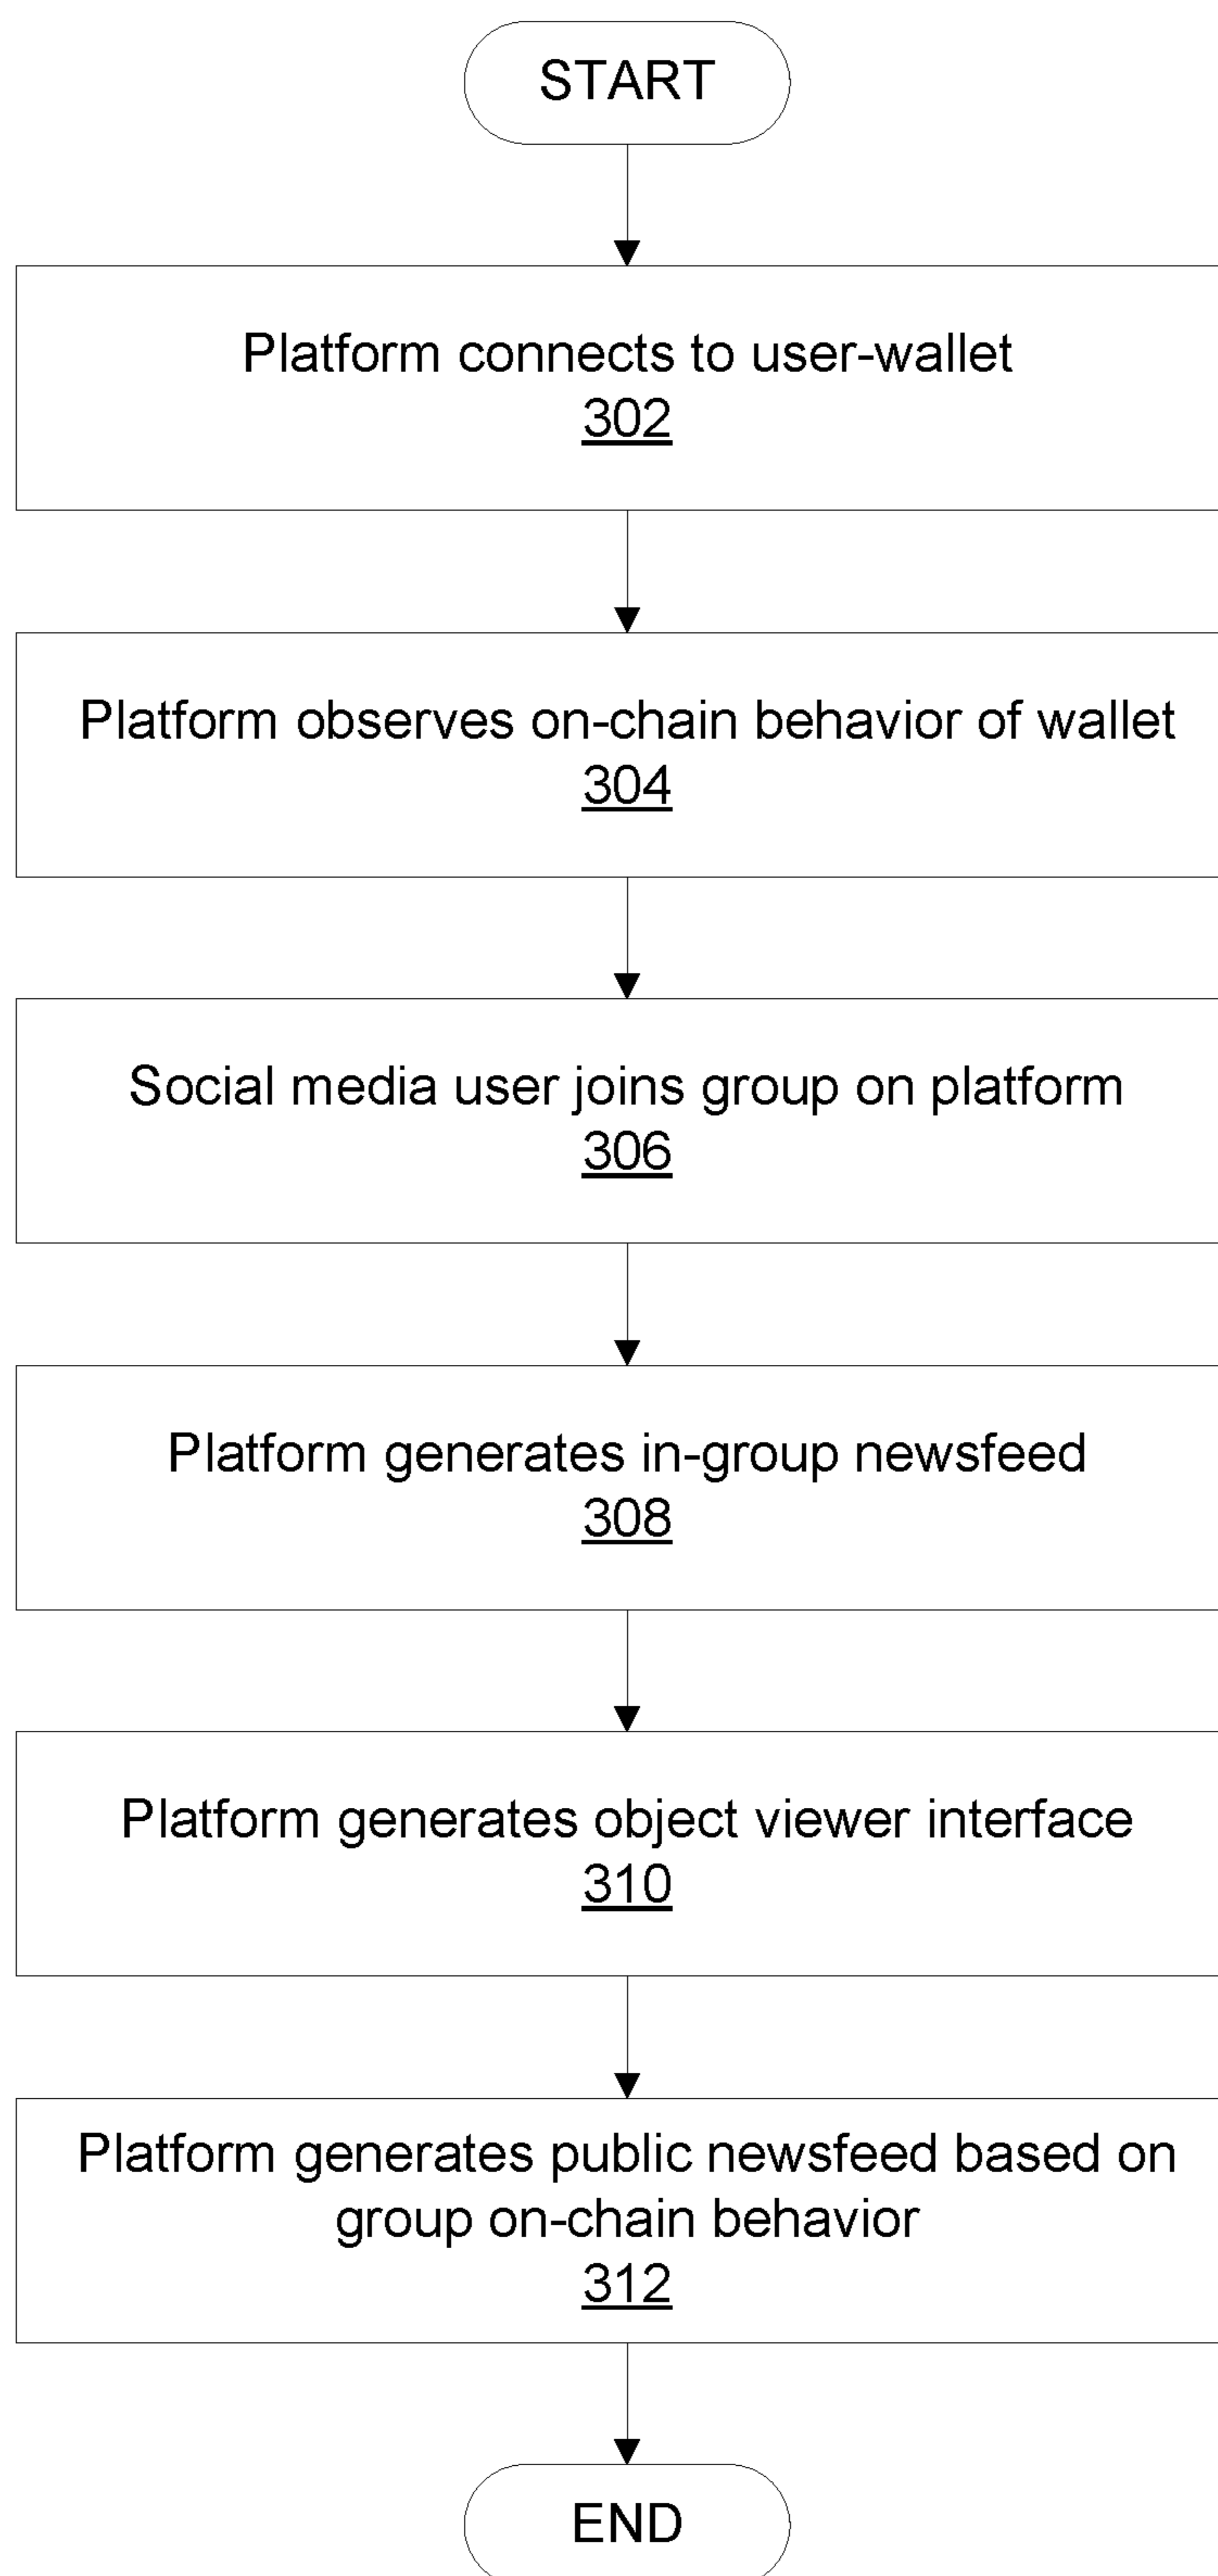 START
Platform connects to user-wallet
302
Platform observes on-chain behavior of wallet
304
Social media user joins group on platform
306
Platform generates in-group newsfeed
308
Platform generates object viewer interface
310
Platform generates public newsfeed based on
group on-chain behavior
312
END